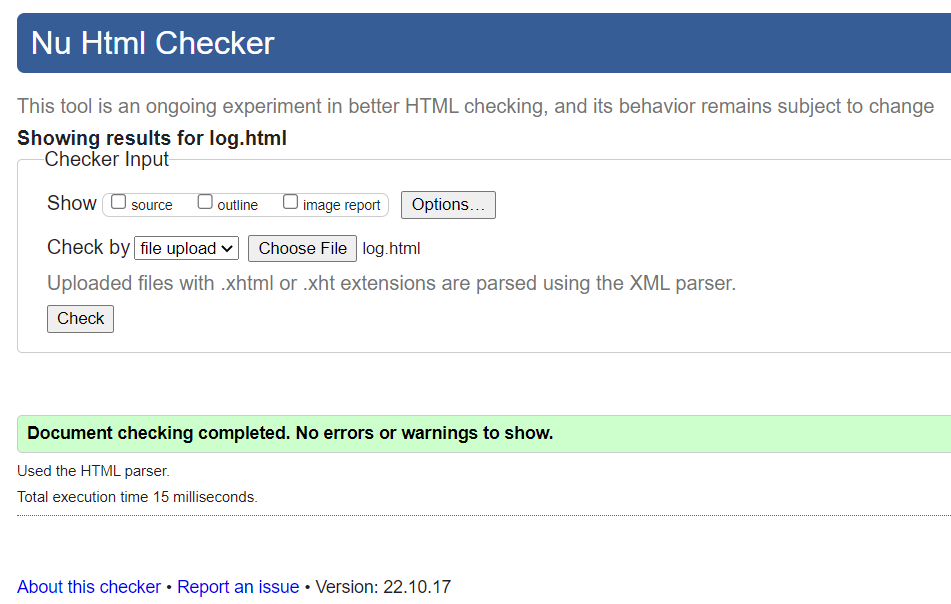 Nu Html Checker
This tool is an ongoing experiment in better HTML checking, and its behavior remains subject to change
Showing results for log.html
Checker Input
Show source outline image report Options...
Check by file upload Choose File log.html
Uploaded files with .xhtml or .xht extensions are parsed using the XML parser.
Check
Document checking completed. No errors or warnings to show.
Used the HTML parser.
Total execution time 15 milliseconds.
About this checker • Report an issue • Version: 22.10.17